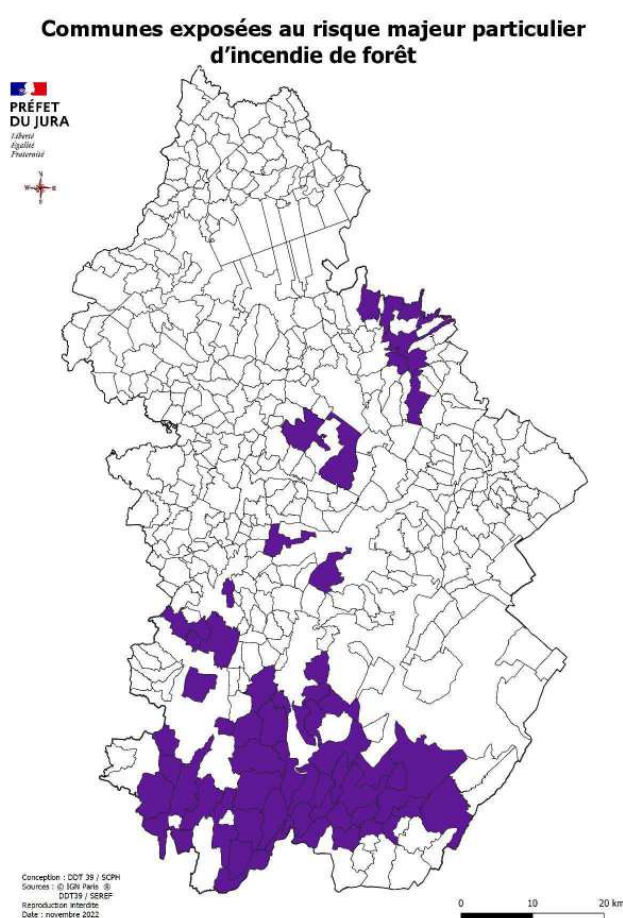 Communes exposées au risque majeur particulier
d'incendie de forêt
PRÉFET
DU JURA
Liberté
Égalité
Fraternité
N
W
E
S
Conception : DDT 39 / SCPH
Sources : © IGN Paris ®
DDT39 / SEREF
Reproduction interdite
Date : novembre 2022
0 10 20 km